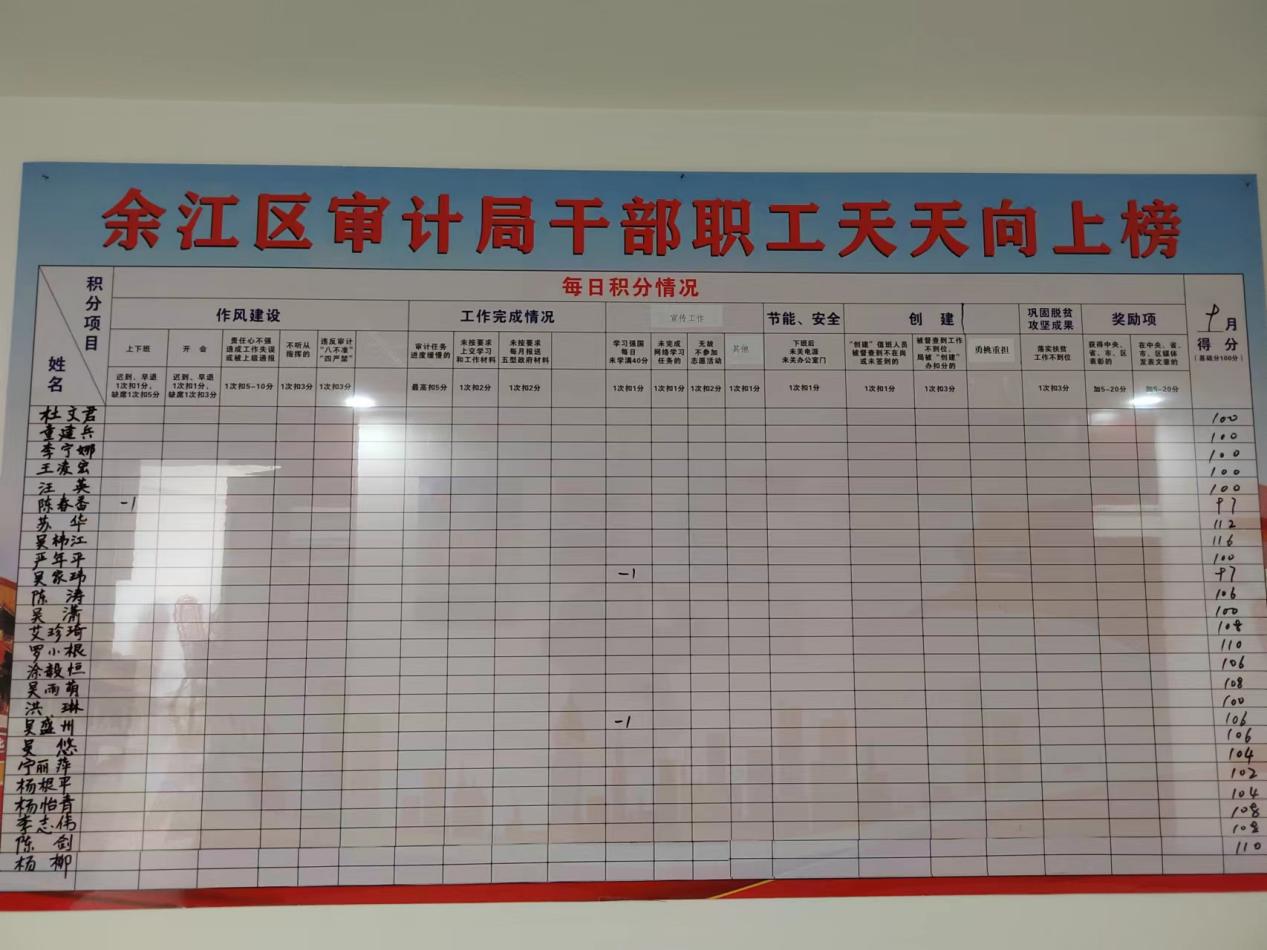 余江区审计局干部职工天天向上榜
积分项目
姓名
每日积分情况
9月
得分
(基础分100分)
作风建设
工作完成情况
宣传工作
节能、安全
创建
巩固脱贫
攻坚成果
奖励项
上下班
开会
责任心不强
造成工作失误
或被上级通报
不听从
指挥的
违反审计
“八不准”
“四严禁”
审计任务
进度缓慢的
未按要求
上交学习
和工作材料
未按要求
每月报送
五型政府材料
学习强国
每日
未学满40分
未完成
网络学习
任务的
无故
不参加
志愿活动
其他
下班后
未关电源
未关办公室门
“创建”值班人员
被督查到不在岗
或未签到的
被督查到工作
不到位,
局被“创建”
办扣分的
勇挑重担
落实扶贫
工作不到位
获得中央、
省、市、区
表彰的
在中央、省、
市、区媒体
发表文章的
迟到、早退
1次扣1分,
缺席1次扣5分
迟到、早退
1次扣1分,
缺席1次扣3分
1次扣5-10分
1次扣3分
1次扣3分
最高扣5分
1次扣2分
1次扣2分
1次扣1分
1次扣1分
1次扣2分
1次扣1分
1次扣1分
1次扣1分
1次扣3分
1次扣3分
加5-20分
加5-20分
杜文君 100
童建兵 100
李宁娜 100
王凌宏 100
汪英 100
陈春香 -1 97
苏华 112
吴柿江 116
严年平 100
吴家玮 -1 97
陈涛 106
吴潇 100
艾珍琦 108
罗小根 110
涂毅恒 106
吴雨萌 108
洪琳 100
吴盛州 -1 106
吴悠 106
宁丽萍 104
杨根平 102
杨怡青 104
李志伟 108
陈剑 108
杨柳 110